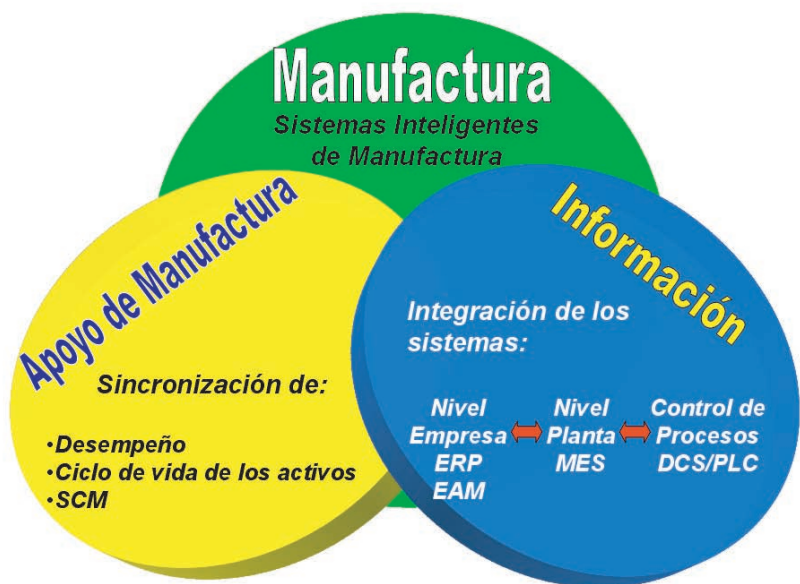 Manufactura
Sistemas Inteligentes
de Manufactura
Apoyo de Manufactura
Sincronización de:
•Desempeño
•Ciclo de vida de los activos
•SCM
Información
Integración de los
sistemas:
Nivel
Empresa
ERP
EAM
Nivel
Planta
MES
Control de
Procesos
DCS/PLC